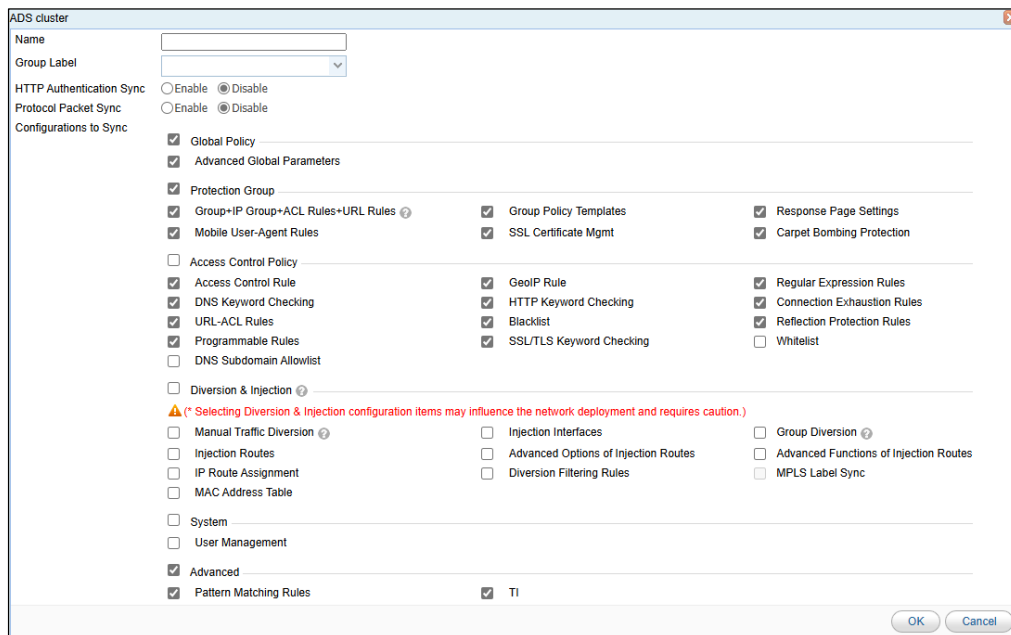 ADS cluster
Name
Group Label
HTTP Authentication Sync Enable Disable
Protocol Packet Sync Enable Disable
Configurations to Sync
Global Policy
Advanced Global Parameters
Protection Group
Group+IP Group+ACL Rules+URL Rules ? Group Policy Templates Response Page Settings
Mobile User-Agent Rules SSL Certificate Mgmt Carpet Bombing Protection
Access Control Policy
Access Control Rule GeoIP Rule Regular Expression Rules
DNS Keyword Checking HTTP Keyword Checking Connection Exhaustion Rules
URL-ACL Rules Blacklist Reflection Protection Rules
Programmable Rules SSL/TLS Keyword Checking Whitelist
DNS Subdomain Allowlist
Diversion & Injection ?
(* Selecting Diversion & Injection configuration items may influence the network deployment and requires caution.)
Manual Traffic Diversion ? Injection Interfaces Group Diversion ?
Injection Routes Advanced Options of Injection Routes Advanced Functions of Injection Routes
IP Route Assignment Diversion Filtering Rules MPLS Label Sync
MAC Address Table
System
User Management
Advanced
Pattern Matching Rules TI
OK Cancel